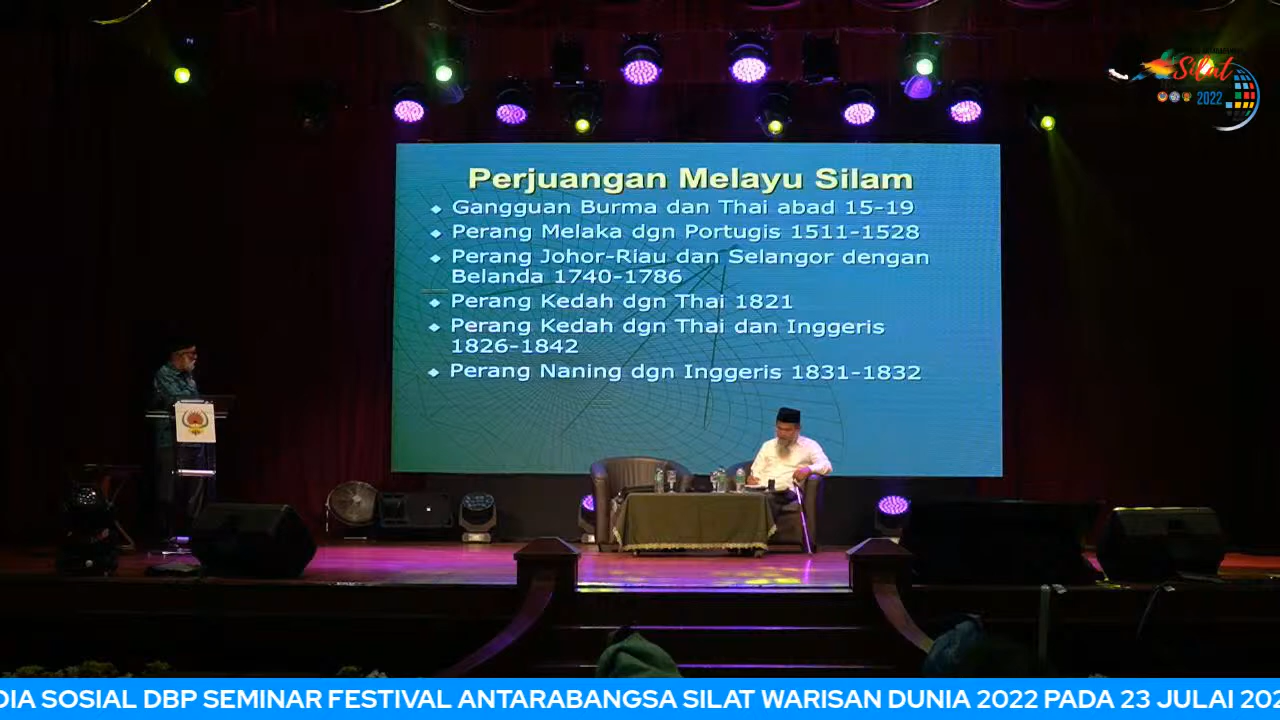 Silat
2022
Perjuangan Melayu Silam
Gangguan Burma dan Thai abad 15-19
Perang Melaka dgn Portugis 1511-1528
Perang Johor-Riau dan Selangor dengan
Belanda 1740-1786
Perang Kedah dgn Thai 1821
Perang Kedah dgn Thai dan Inggeris
1826-1842
Perang Naning dgn Inggeris 1831-1832
DIA SOSIAL DBP SEMINAR FESTIVAL ANTARABANGSA SILAT WARISAN DUNIA 2022 PADA 23 JULAI 202